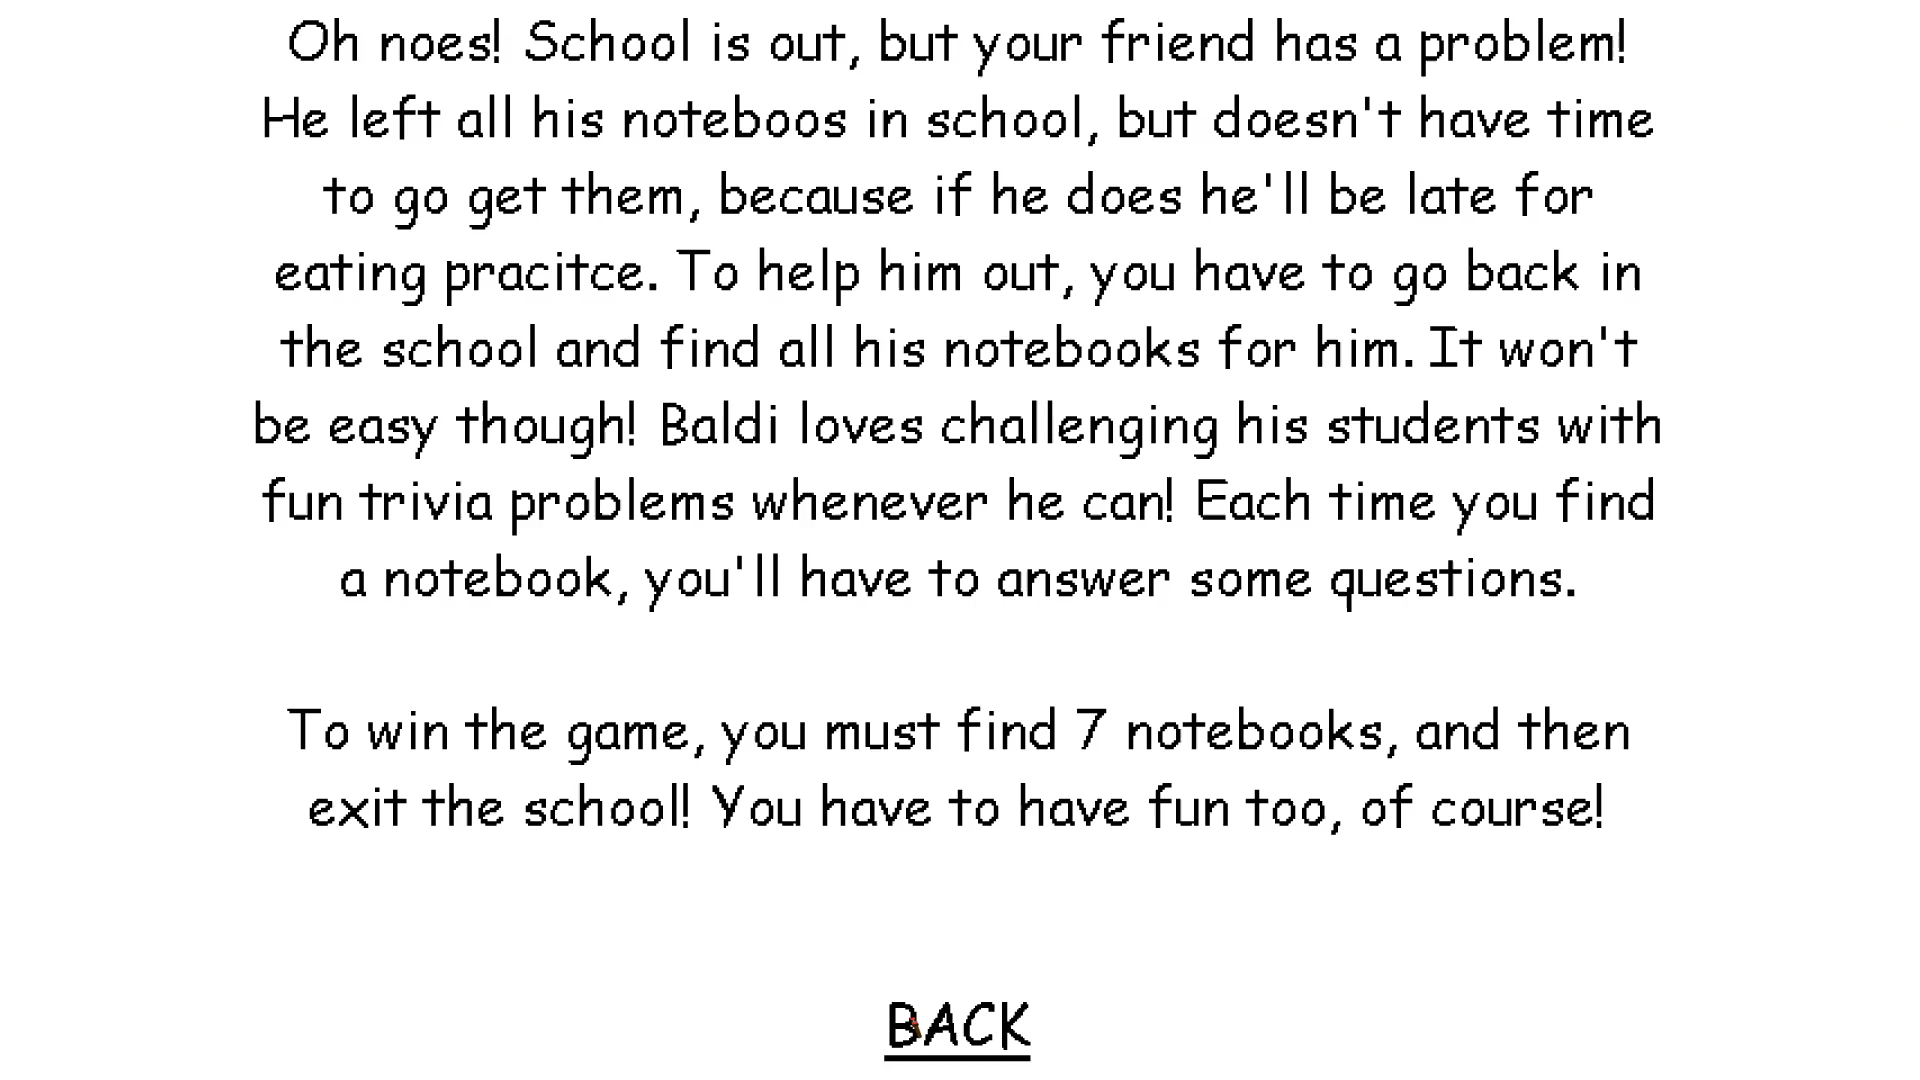 Oh noes! School is out, but your friend has a problem!
He left all his noteboos in school, but doesn't have time
to go get them, because if he does he'll be late for
eating pracitce. To help him out, you have to go back in
the school and find all his notebooks for him. It won't
be easy though! Baldi loves challenging his students with
fun trivia problems whenever he can! Each time you find
a notebook, you'll have to answer some questions.
To win the game, you must find 7 notebooks, and then
exit the school! You have to have fun too, of course!
BACK